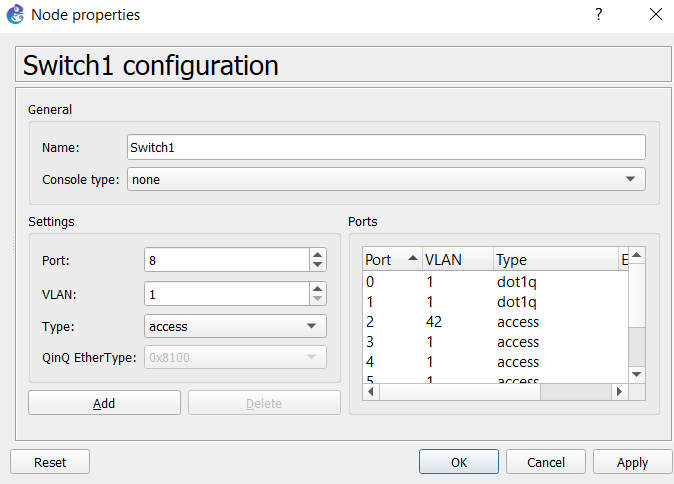 Node properties
?
Switch1 configuration
General
Name: Switch1
Console type: none
Settings
Port: 8
VLAN: 1
Type: access
QinQ EtherType: 0x8100
Add Delete
Ports
Port VLAN Type E
0 1 dot1q
1 1 dot1q
2 42 access
3 1 access
4 1 access
5 1 access
Reset OK Cancel Apply